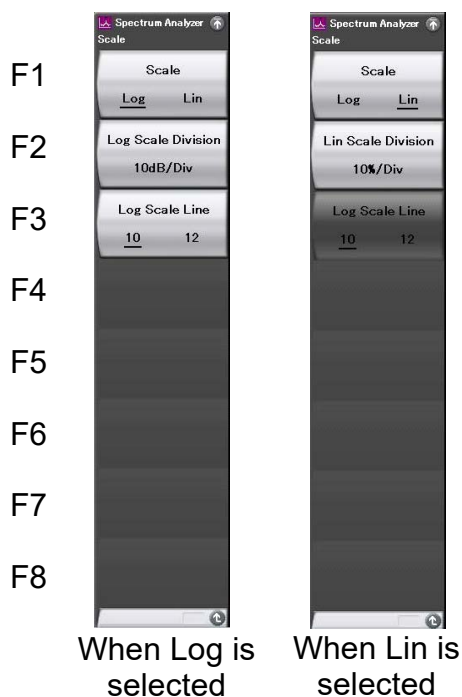 Spectrum Analyzer
Scale
F1
Scale
Log Lin
F2
Log Scale Division
10dB/Div
F3
Log Scale Line
10 12
F4
F5
F6
F7
F8
When Log is
selected
Spectrum Analyzer
Scale
Scale
Log Lin
Lin Scale Division
10%/Div
Log Scale Line
10 12
When Lin is
selected